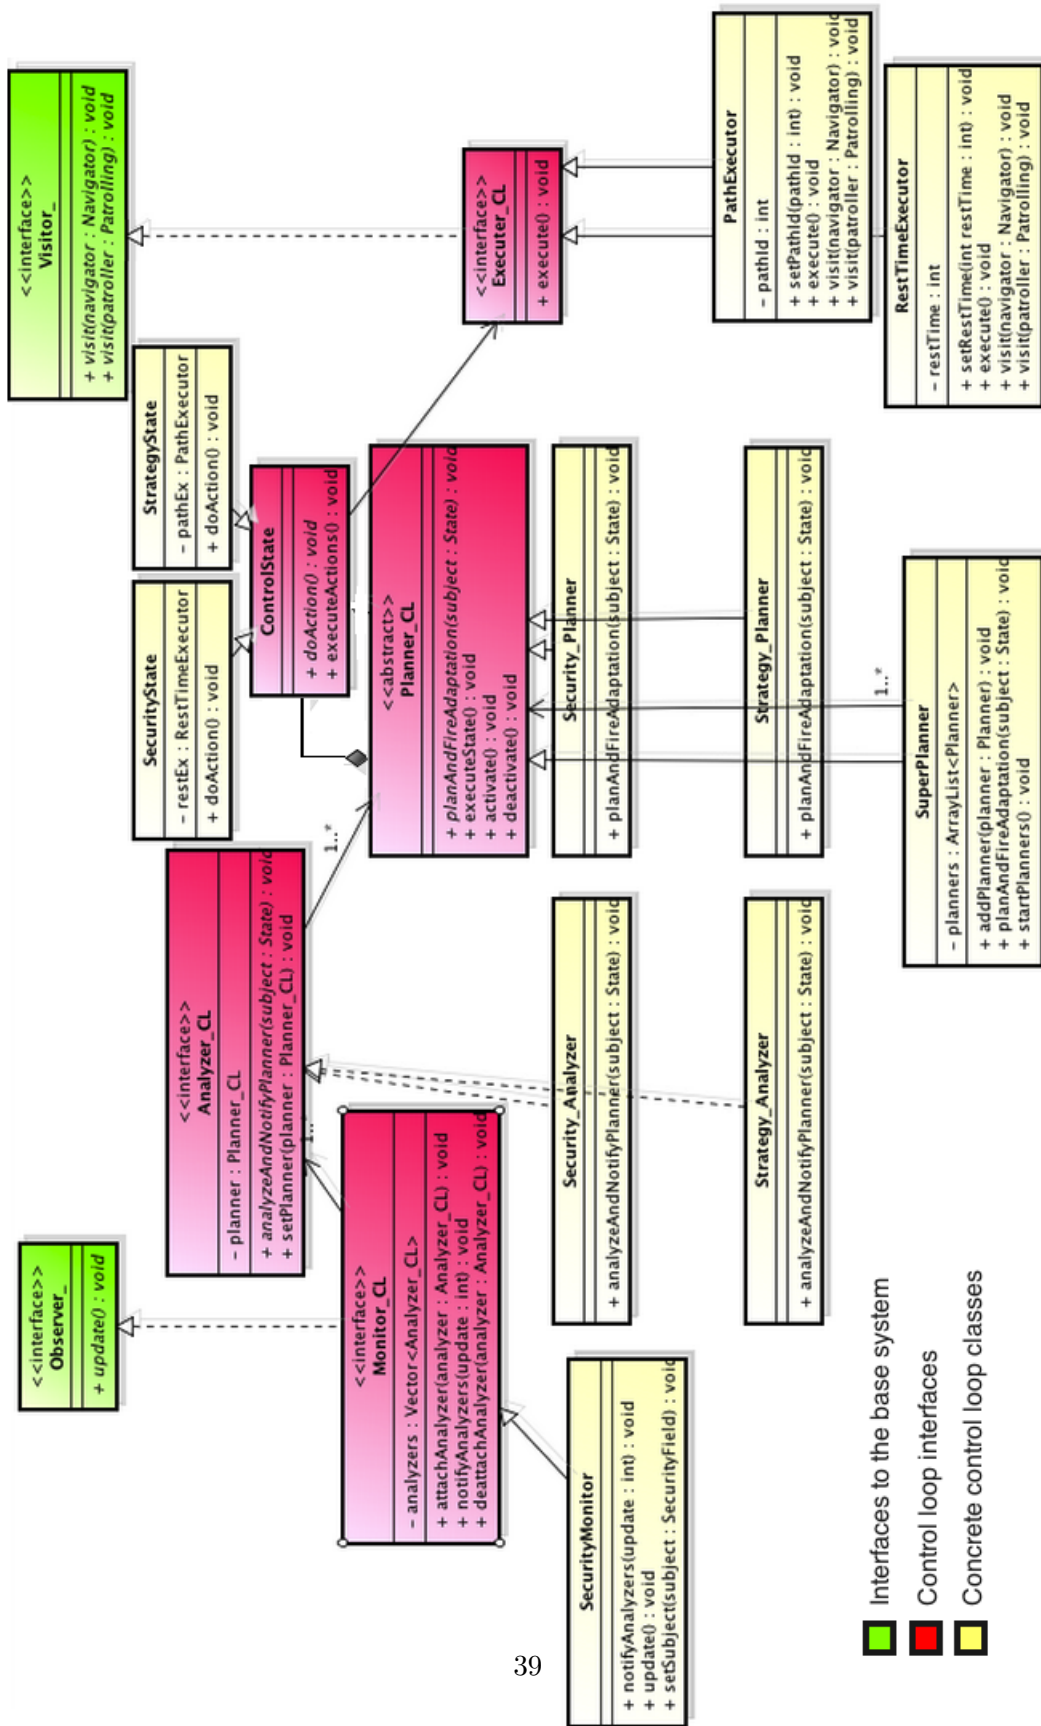 <<interface>>
Observer_
+ update() : void
<<interface>>
Visitor_
+ visit(navigator : Navigator) : void
+ visit(patroller : Patrolling) : void
SecurityState
- restEx : RestTimeExecutor
+ doAction() : void
StrategyState
- pathEx : PathExecutor
+ doAction() : void
<<interface>>
Analyzer_CL
- planner : Planner_CL
+ analyzeAndNotifyPlanner(subject : State) : void
+ setPlanner(planner : Planner_CL) : void
ControlState
+ doAction() : void
+ executeActions() : void
1..*
1..*
<<interface>>
Monitor_CL
- analyzers : Vector<Analyzer_CL>
+ attachAnalyzer(analyzer : Analyzer_CL) : void
+ notifyAnalyzers(update : int) : void
+ deattachAnalyzer(analyzer : Analyzer_CL) : void
<<abstract>>
Planner_CL
+ planAndFireAdaptation(subject : State) : void
+ executeState() : void
+ activate() : void
+ deactivate() : void
<<interface>>
Executer_CL
+ execute() : void
SecurityMonitor
+ notifyAnalyzers(update : int) : void
+ update() : void
+ setSubject(subject : SecurityField) : void
Security_Analyzer
+ analyzeAndNotifyPlanner(subject : State) : void
Security_Planner
+ planAndFireAdaptation(subject : State) : void
PathExecutor
- pathId : int
+ setPathId(pathId : int) : void
+ execute() : void
+ visit(navigator : Navigator) : void
+ visit(patroller : Patrolling) : void
Strategy_Analyzer
+ analyzeAndNotifyPlanner(subject : State) : void
Strategy_Planner
+ planAndFireAdaptation(subject : State) : void
1..*
RestTimeExecutor
- restTime : int
+ setRestTime(int restTime : int) : void
+ execute() : void
+ visit(navigator : Navigator) : void
+ visit(patroller : Patrolling) : void
SuperPlanner
- planners : ArrayList<Planner>
+ addPlanner(planner : Planner) : void
+ planAndFireAdaptation(subject : State) : void
+ startPlanners() : void
Interfaces to the base system
Control loop interfaces
Concrete control loop classes
39